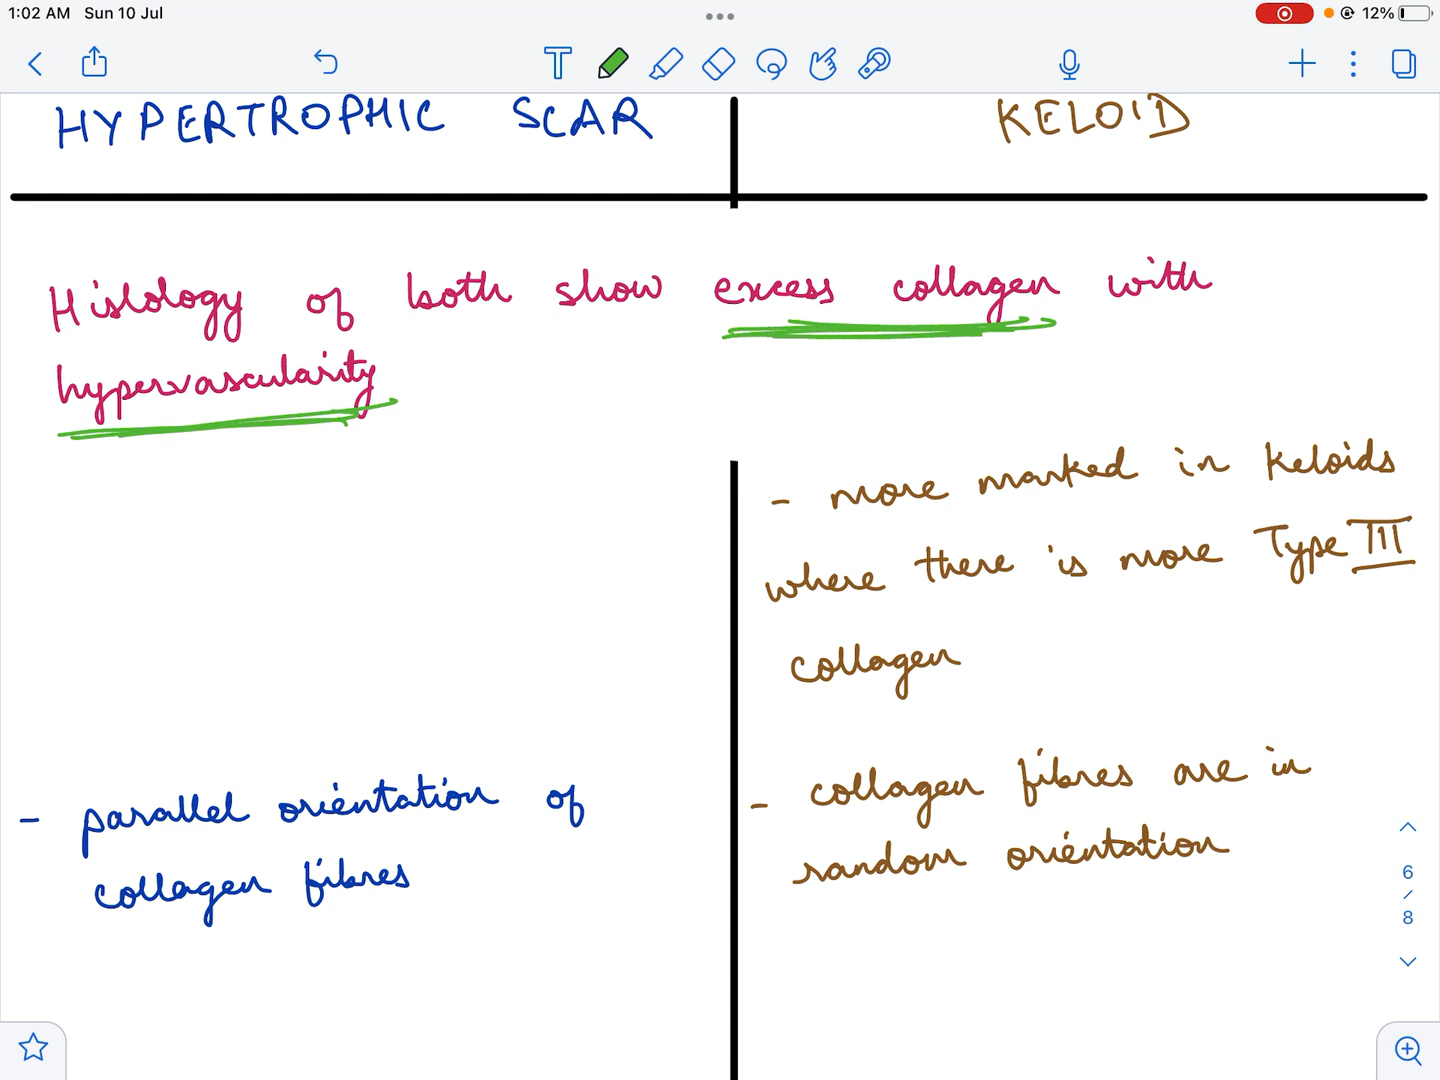 1:02 AM Sun 10 Jul
12%
HYPERTROPHIC SCAR
KELOID
Histology of both show excess collagen with
hypervascularity
- more marked in Keloids
where there is more Type III
collagen
- parallel orientation of
collagen fibres
- collagen fibres are in
random orientation
6
/
8